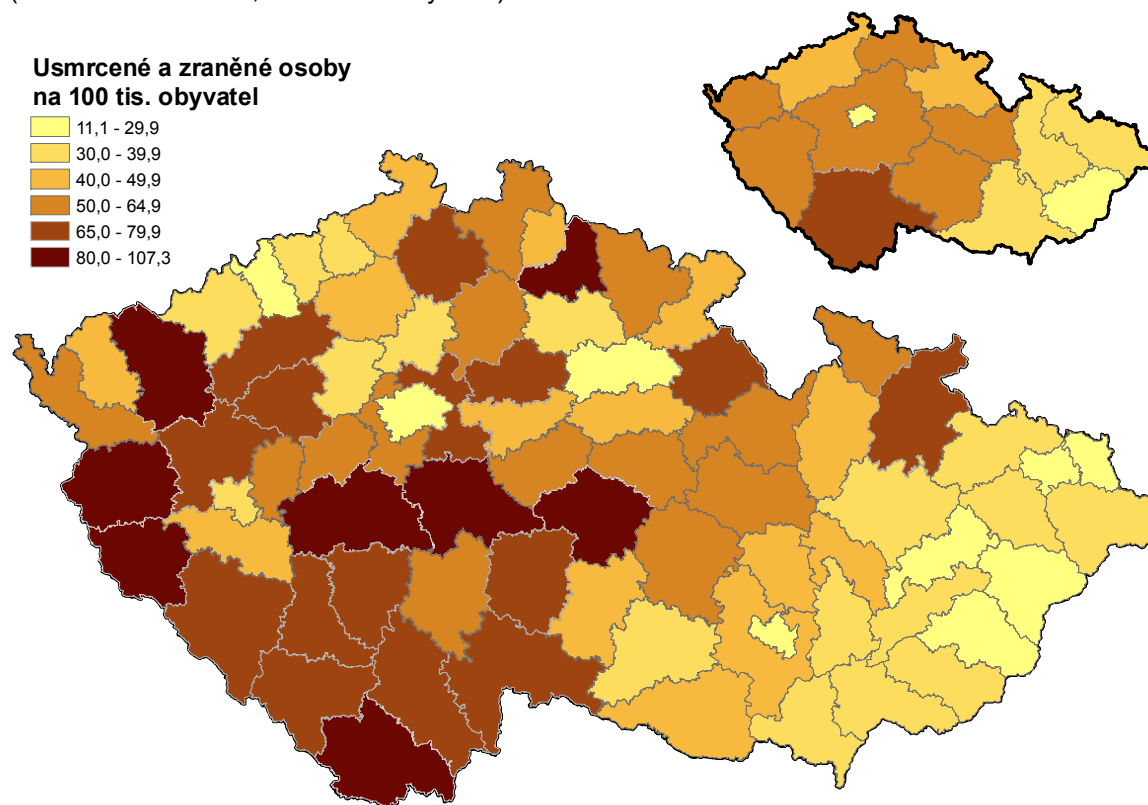 Usmrcené a zraněné osoby
na 100 tis. obyvatel
11,1 - 29,9
30,0 - 39,9
40,0 - 49,9
50,0 - 64,9
65,0 - 79,9
80,0 - 107,3